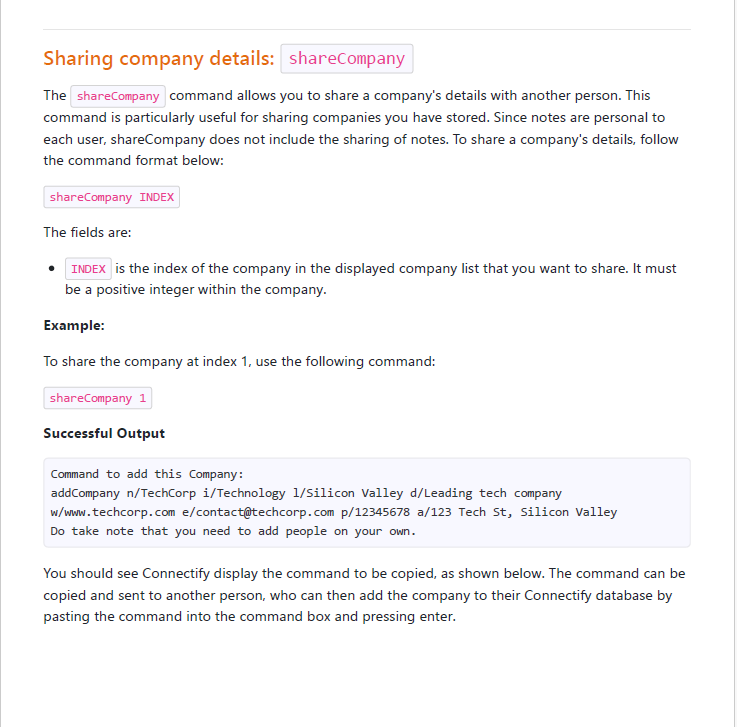 Sharing company details: shareCompany
The shareCompany command allows you to share a company's details with another person. This
command is particularly useful for sharing companies you have stored. Since notes are personal to
each user, shareCompany does not include the sharing of notes. To share a company's details, follow
the command format below:
shareCompany INDEX
The fields are:
• INDEX is the index of the company in the displayed company list that you want to share. It must
be a positive integer within the company.
Example:
To share the company at index 1, use the following command:
shareCompany 1
Successful Output
Command to add this Company:
addCompany n/TechCorp i/Technology l/Silicon Valley d/Leading tech company
w/www.techcorp.com e/contact@techcorp.com p/12345678 a/123 Tech St, Silicon Valley
Do take note that you need to add people on your own.
You should see Connectify display the command to be copied, as shown below. The command can be
copied and sent to another person, who can then add the company to their Connectify database by
pasting the command into the command box and pressing enter.